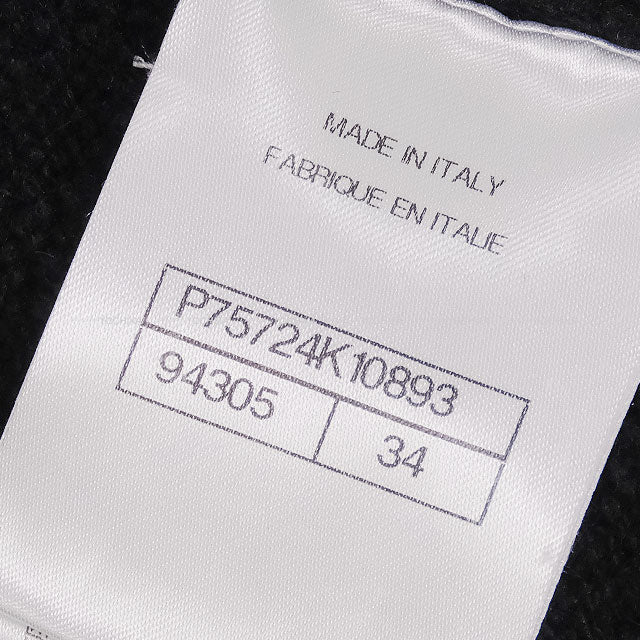 MADE IN ITALY
FABRIQUE EN ITALIE
P75724K10893
94305
34